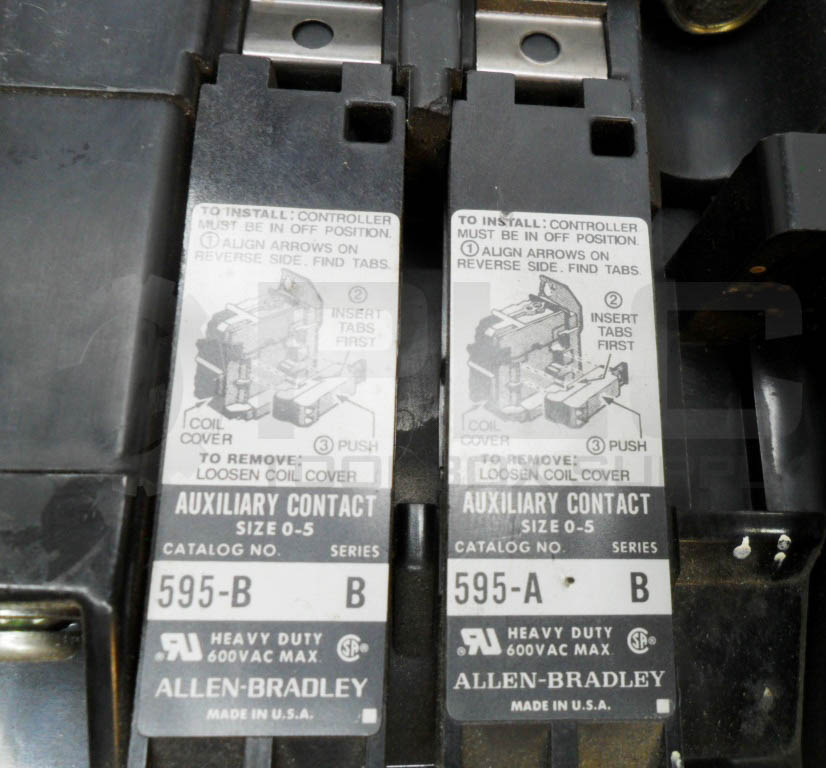 TO INSTALL: CONTROLLER
MUST BE IN OFF POSITION.
① ALIGN ARROWS ON
REVERSE SIDE. FIND TABS.
②
INSERT
TABS
FIRST
COIL
COVER
③ PUSH
TO REMOVE:
LOOSEN COIL COVER
AUXILIARY CONTACT
SIZE 0-5
CATALOG NO. SERIES
595-B B
HEAVY DUTY
600VAC MAX.
ALLEN-BRADLEY
MADE IN U.S.A.
TO INSTALL: CONTROLLER
MUST BE IN OFF POSITION.
① ALIGN ARROWS ON
REVERSE SIDE. FIND TABS.
②
INSERT
TABS
FIRST
COIL
COVER
③ PUSH
TO REMOVE:
LOOSEN COIL COVER
AUXILIARY CONTACT
SIZE 0-5
CATALOG NO. SERIES
595-A B
HEAVY DUTY
600VAC MAX.
ALLEN-BRADLEY
MADE IN U.S.A.
PLC